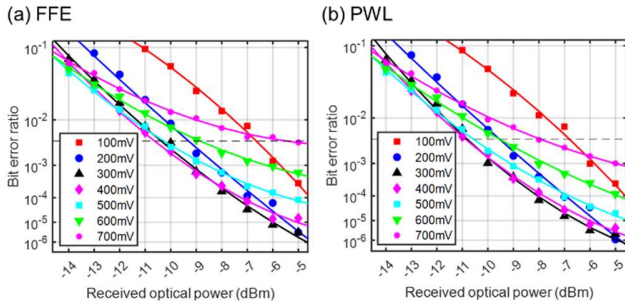 (a) FFE
(b) PWL
Bit error ratio
10⁻¹
10⁻²
10⁻³
10⁻⁴
10⁻⁵
10⁻⁶
100mV
200mV
300mV
400mV
500mV
600mV
700mV
-14 -13 -12 -11 -10 -9 -8 -7 -6 -5
Received optical power (dBm)
Bit error ratio
10⁻¹
10⁻²
10⁻³
10⁻⁴
10⁻⁵
10⁻⁶
100mV
200mV
300mV
400mV
500mV
600mV
700mV
-14 -13 -12 -11 -10 -9 -8 -7 -6 -5
Received optical power (dBm)